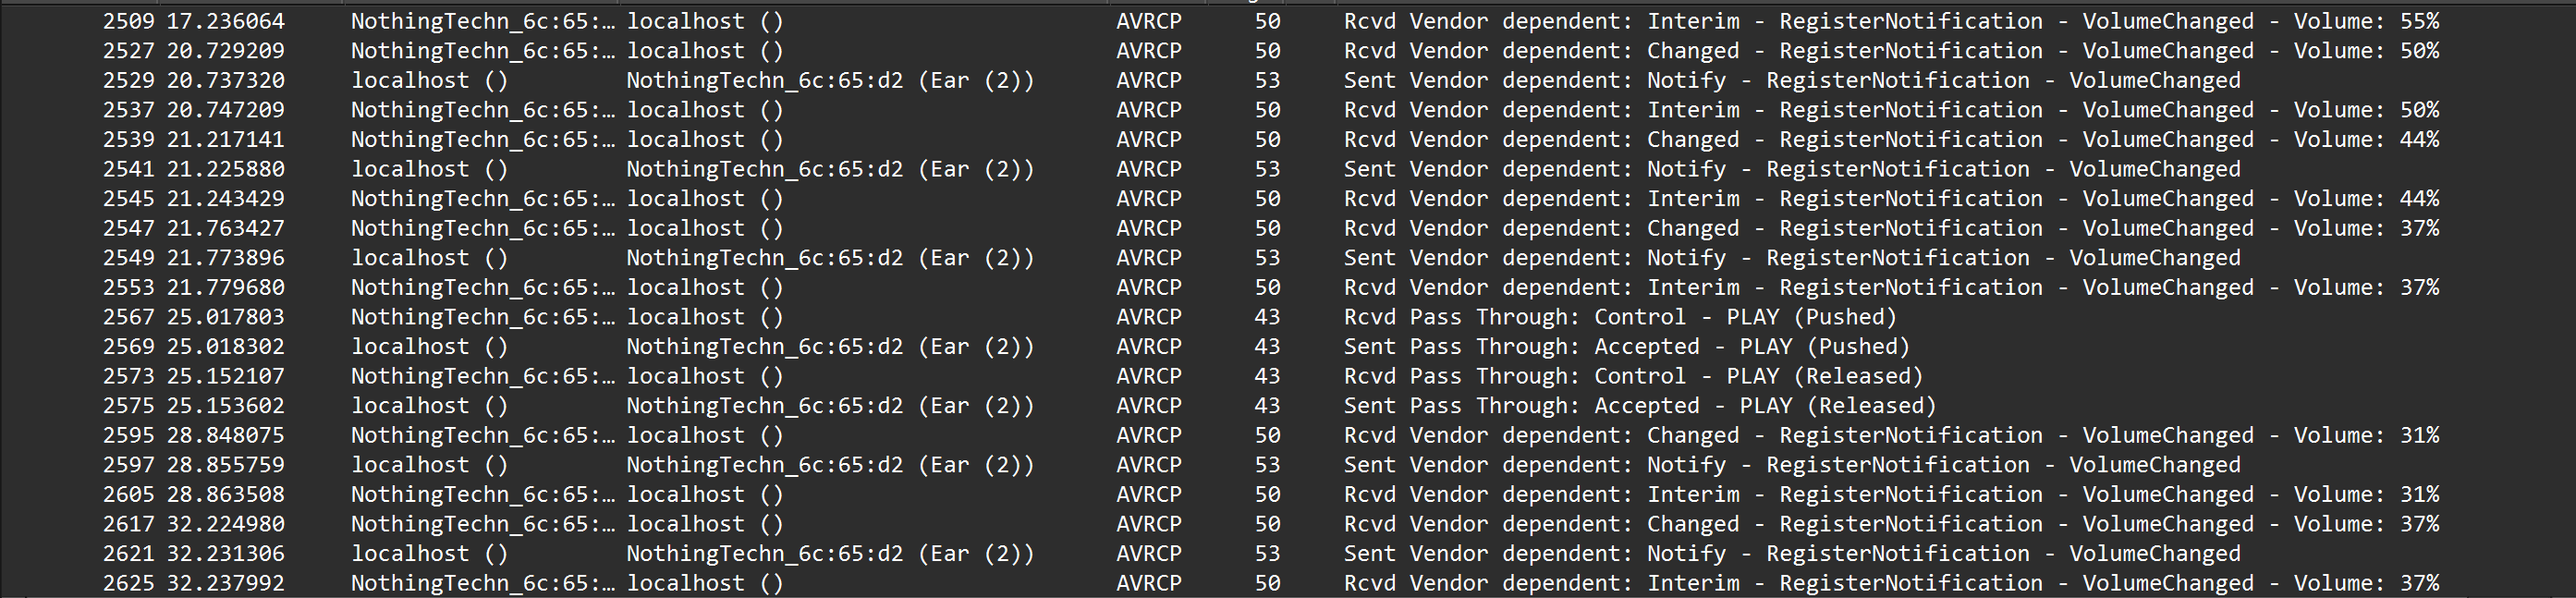 2509 17.236064 NothingTechn_6c:65:… localhost () AVRCP 50 Rcvd Vendor dependent: Interim - RegisterNotification - VolumeChanged - Volume: 55%
2527 20.729209 NothingTechn_6c:65:… localhost () AVRCP 50 Rcvd Vendor dependent: Changed - RegisterNotification - VolumeChanged - Volume: 50%
2529 20.737320 localhost () NothingTechn_6c:65:d2 (Ear (2)) AVRCP 53 Sent Vendor dependent: Notify - RegisterNotification - VolumeChanged
2537 20.747209 NothingTechn_6c:65:… localhost () AVRCP 50 Rcvd Vendor dependent: Interim - RegisterNotification - VolumeChanged - Volume: 50%
2539 21.217141 NothingTechn_6c:65:… localhost () AVRCP 50 Rcvd Vendor dependent: Changed - RegisterNotification - VolumeChanged - Volume: 44%
2541 21.225880 localhost () NothingTechn_6c:65:d2 (Ear (2)) AVRCP 53 Sent Vendor dependent: Notify - RegisterNotification - VolumeChanged
2545 21.243429 NothingTechn_6c:65:… localhost () AVRCP 50 Rcvd Vendor dependent: Interim - RegisterNotification - VolumeChanged - Volume: 44%
2547 21.763427 NothingTechn_6c:65:… localhost () AVRCP 50 Rcvd Vendor dependent: Changed - RegisterNotification - VolumeChanged - Volume: 37%
2549 21.773896 localhost () NothingTechn_6c:65:d2 (Ear (2)) AVRCP 53 Sent Vendor dependent: Notify - RegisterNotification - VolumeChanged
2553 21.779680 NothingTechn_6c:65:… localhost () AVRCP 50 Rcvd Vendor dependent: Interim - RegisterNotification - VolumeChanged - Volume: 37%
2567 25.017803 NothingTechn_6c:65:… localhost () AVRCP 43 Rcvd Pass Through: Control - PLAY (Pushed)
2569 25.018302 localhost () NothingTechn_6c:65:d2 (Ear (2)) AVRCP 43 Sent Pass Through: Accepted - PLAY (Pushed)
2573 25.152107 NothingTechn_6c:65:… localhost () AVRCP 43 Rcvd Pass Through: Control - PLAY (Released)
2575 25.153602 localhost () NothingTechn_6c:65:d2 (Ear (2)) AVRCP 43 Sent Pass Through: Accepted - PLAY (Released)
2595 28.848075 NothingTechn_6c:65:… localhost () AVRCP 50 Rcvd Vendor dependent: Changed - RegisterNotification - VolumeChanged - Volume: 31%
2597 28.855759 localhost () NothingTechn_6c:65:d2 (Ear (2)) AVRCP 53 Sent Vendor dependent: Notify - RegisterNotification - VolumeChanged
2605 28.863508 NothingTechn_6c:65:… localhost () AVRCP 50 Rcvd Vendor dependent: Interim - RegisterNotification - VolumeChanged - Volume: 31%
2617 32.224980 NothingTechn_6c:65:… localhost () AVRCP 50 Rcvd Vendor dependent: Changed - RegisterNotification - VolumeChanged - Volume: 37%
2621 32.231306 localhost () NothingTechn_6c:65:d2 (Ear (2)) AVRCP 53 Sent Vendor dependent: Notify - RegisterNotification - VolumeChanged
2625 32.237992 NothingTechn_6c:65:… localhost () AVRCP 50 Rcvd Vendor dependent: Interim - RegisterNotification - VolumeChanged - Volume: 37%